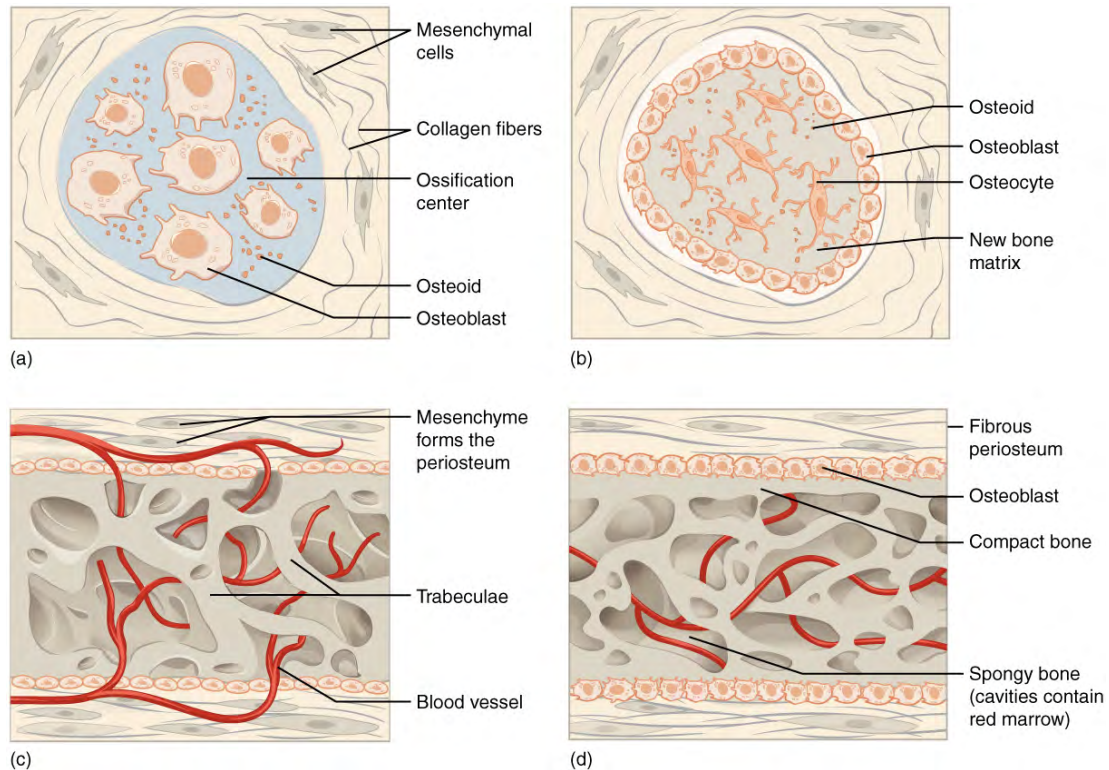 Mesenchymal
cells
Collagen fibers
Ossification
center
Osteoid
Osteoblast
(a)
Osteoid
Osteoblast
Osteocyte
New bone
matrix
(b)
Mesenchyme
forms the
periosteum
Trabeculae
Blood vessel
(c)
Fibrous
periosteum
Osteoblast
Compact bone
Spongy bone
(cavities contain
red marrow)
(d)